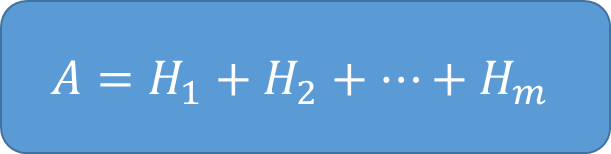 A = H₁ + H₂ + ⋯ + Hₘ